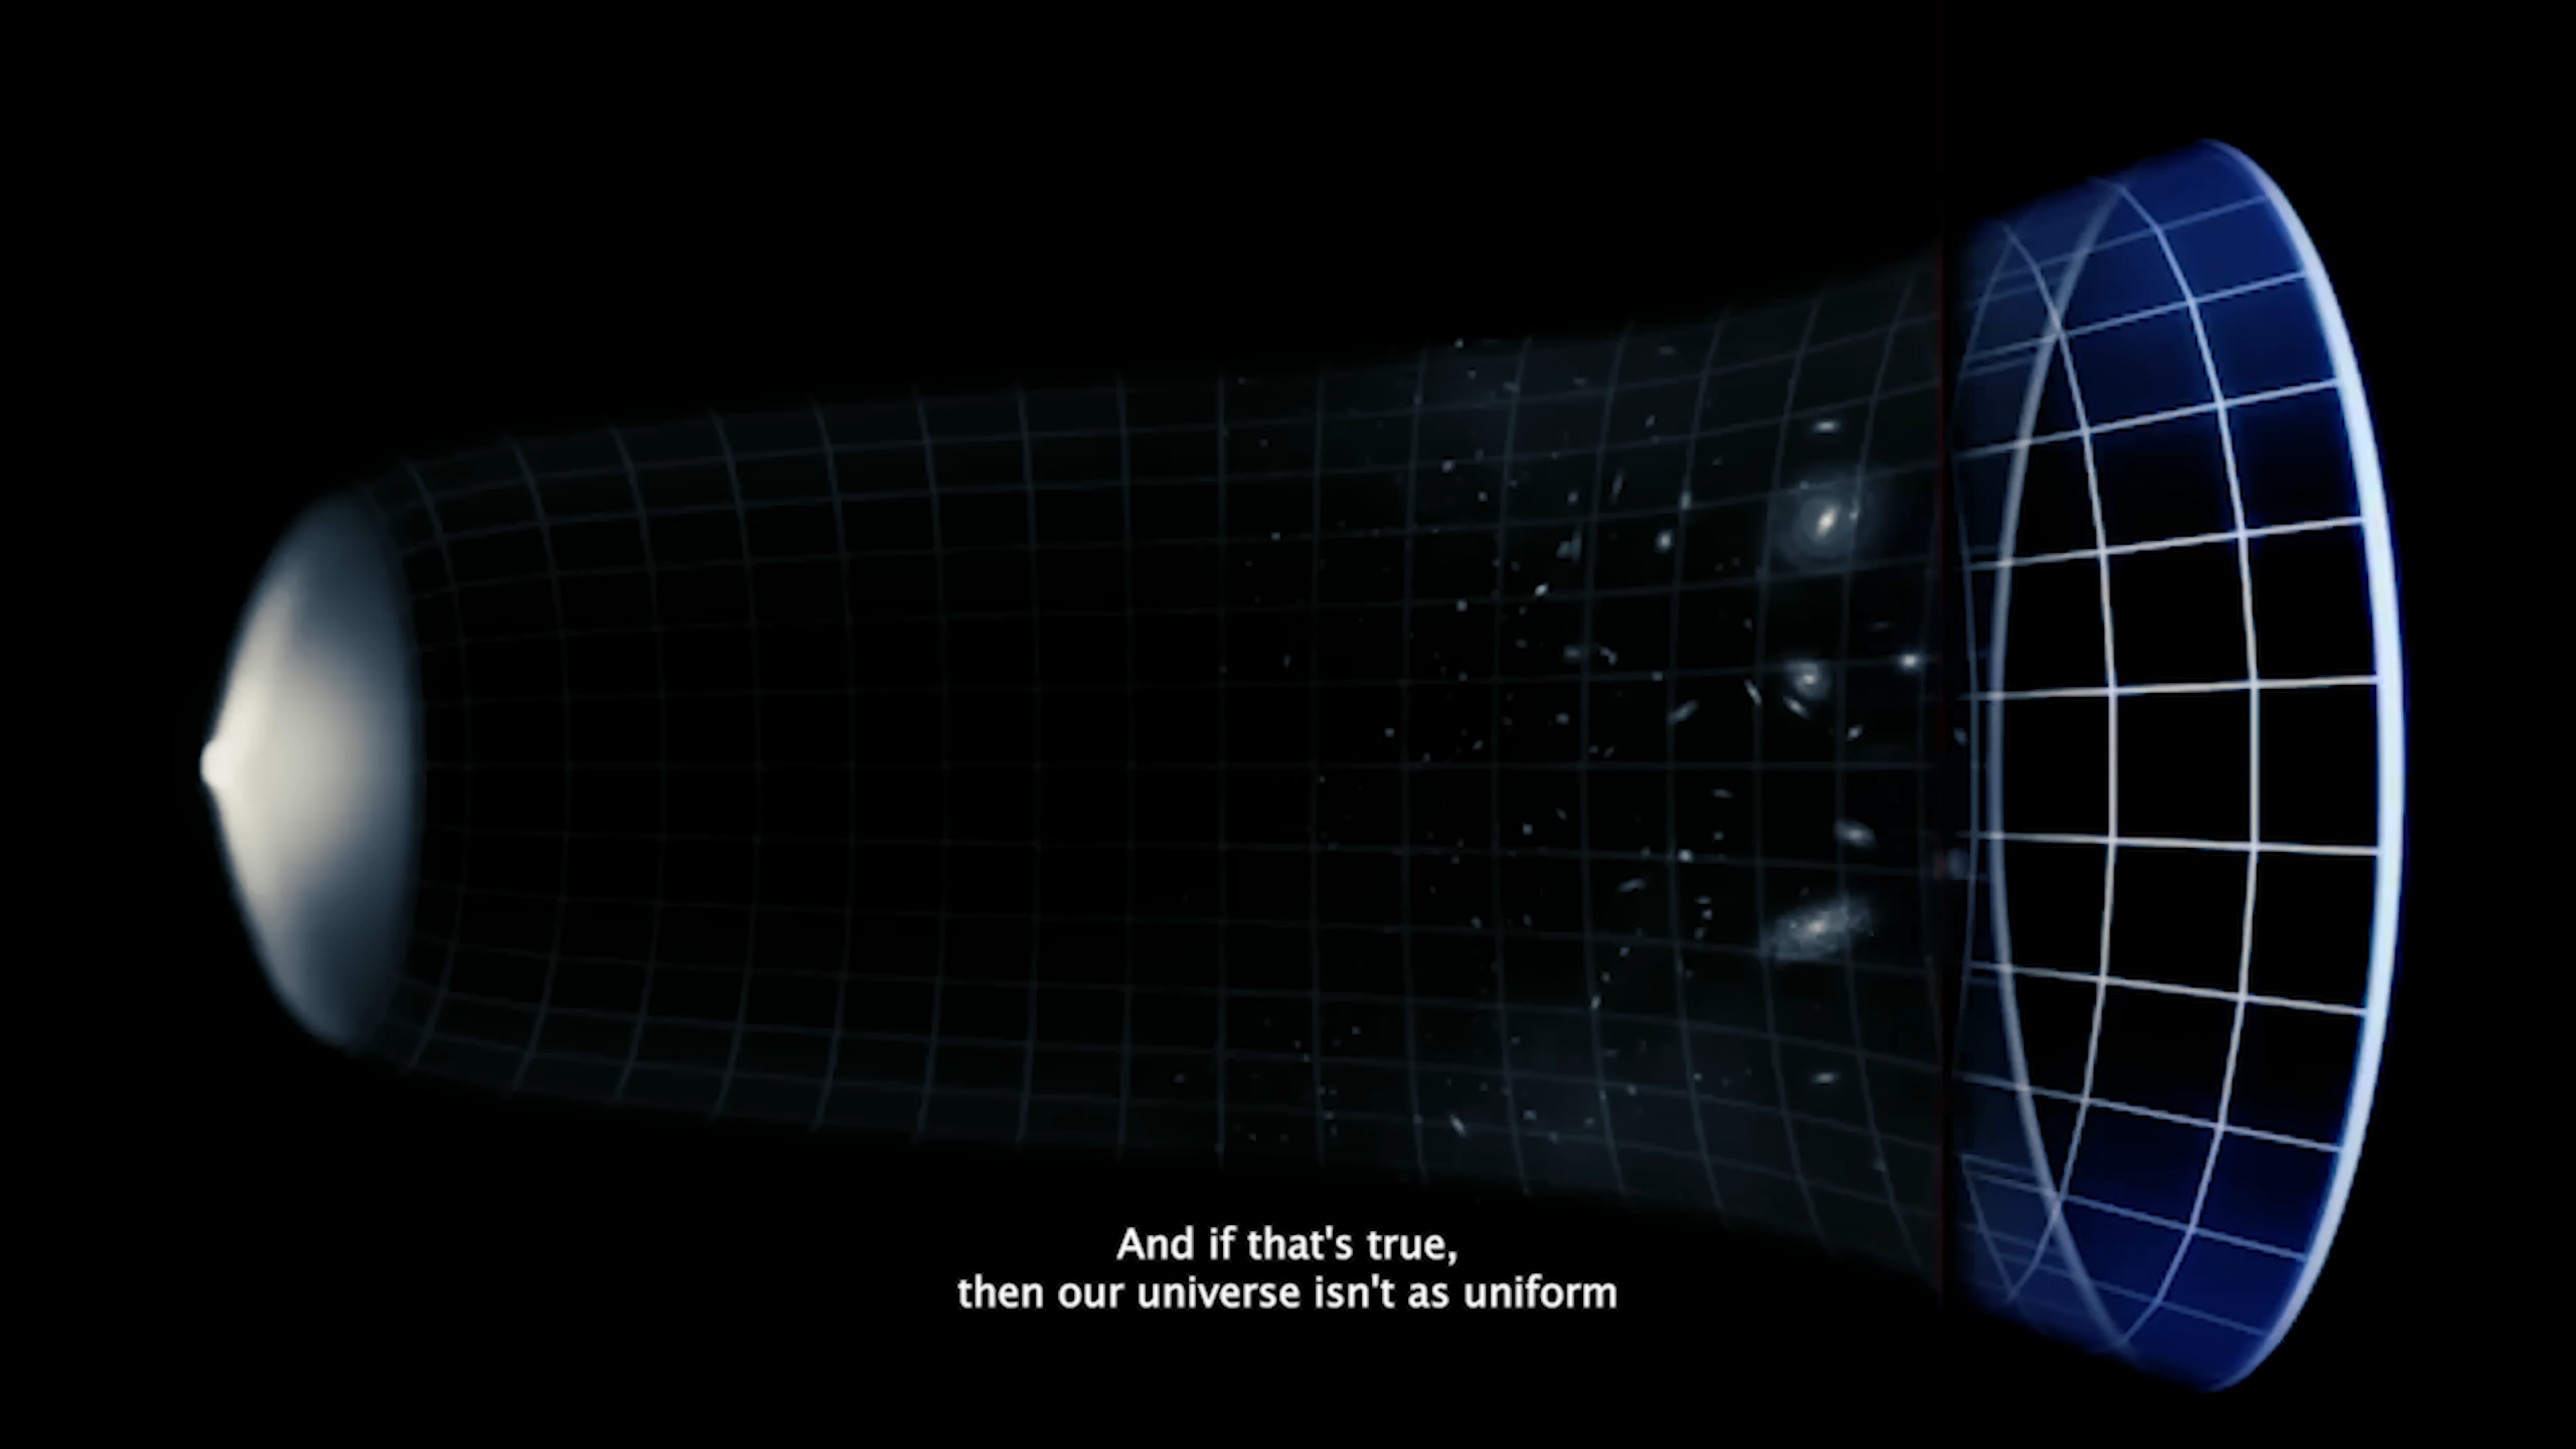 And if that's true,
then our universe isn't as uniform